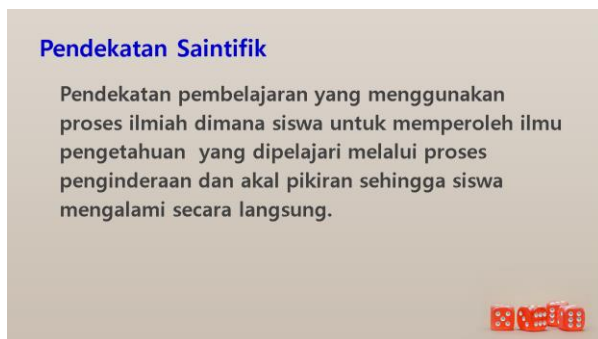 Pendekatan Saintifik
Pendekatan pembelajaran yang menggunakan
proses ilmiah dimana siswa untuk memperoleh ilmu
pengetahuan yang dipelajari melalui proses
penginderaan dan akal pikiran sehingga siswa
mengalami secara langsung.